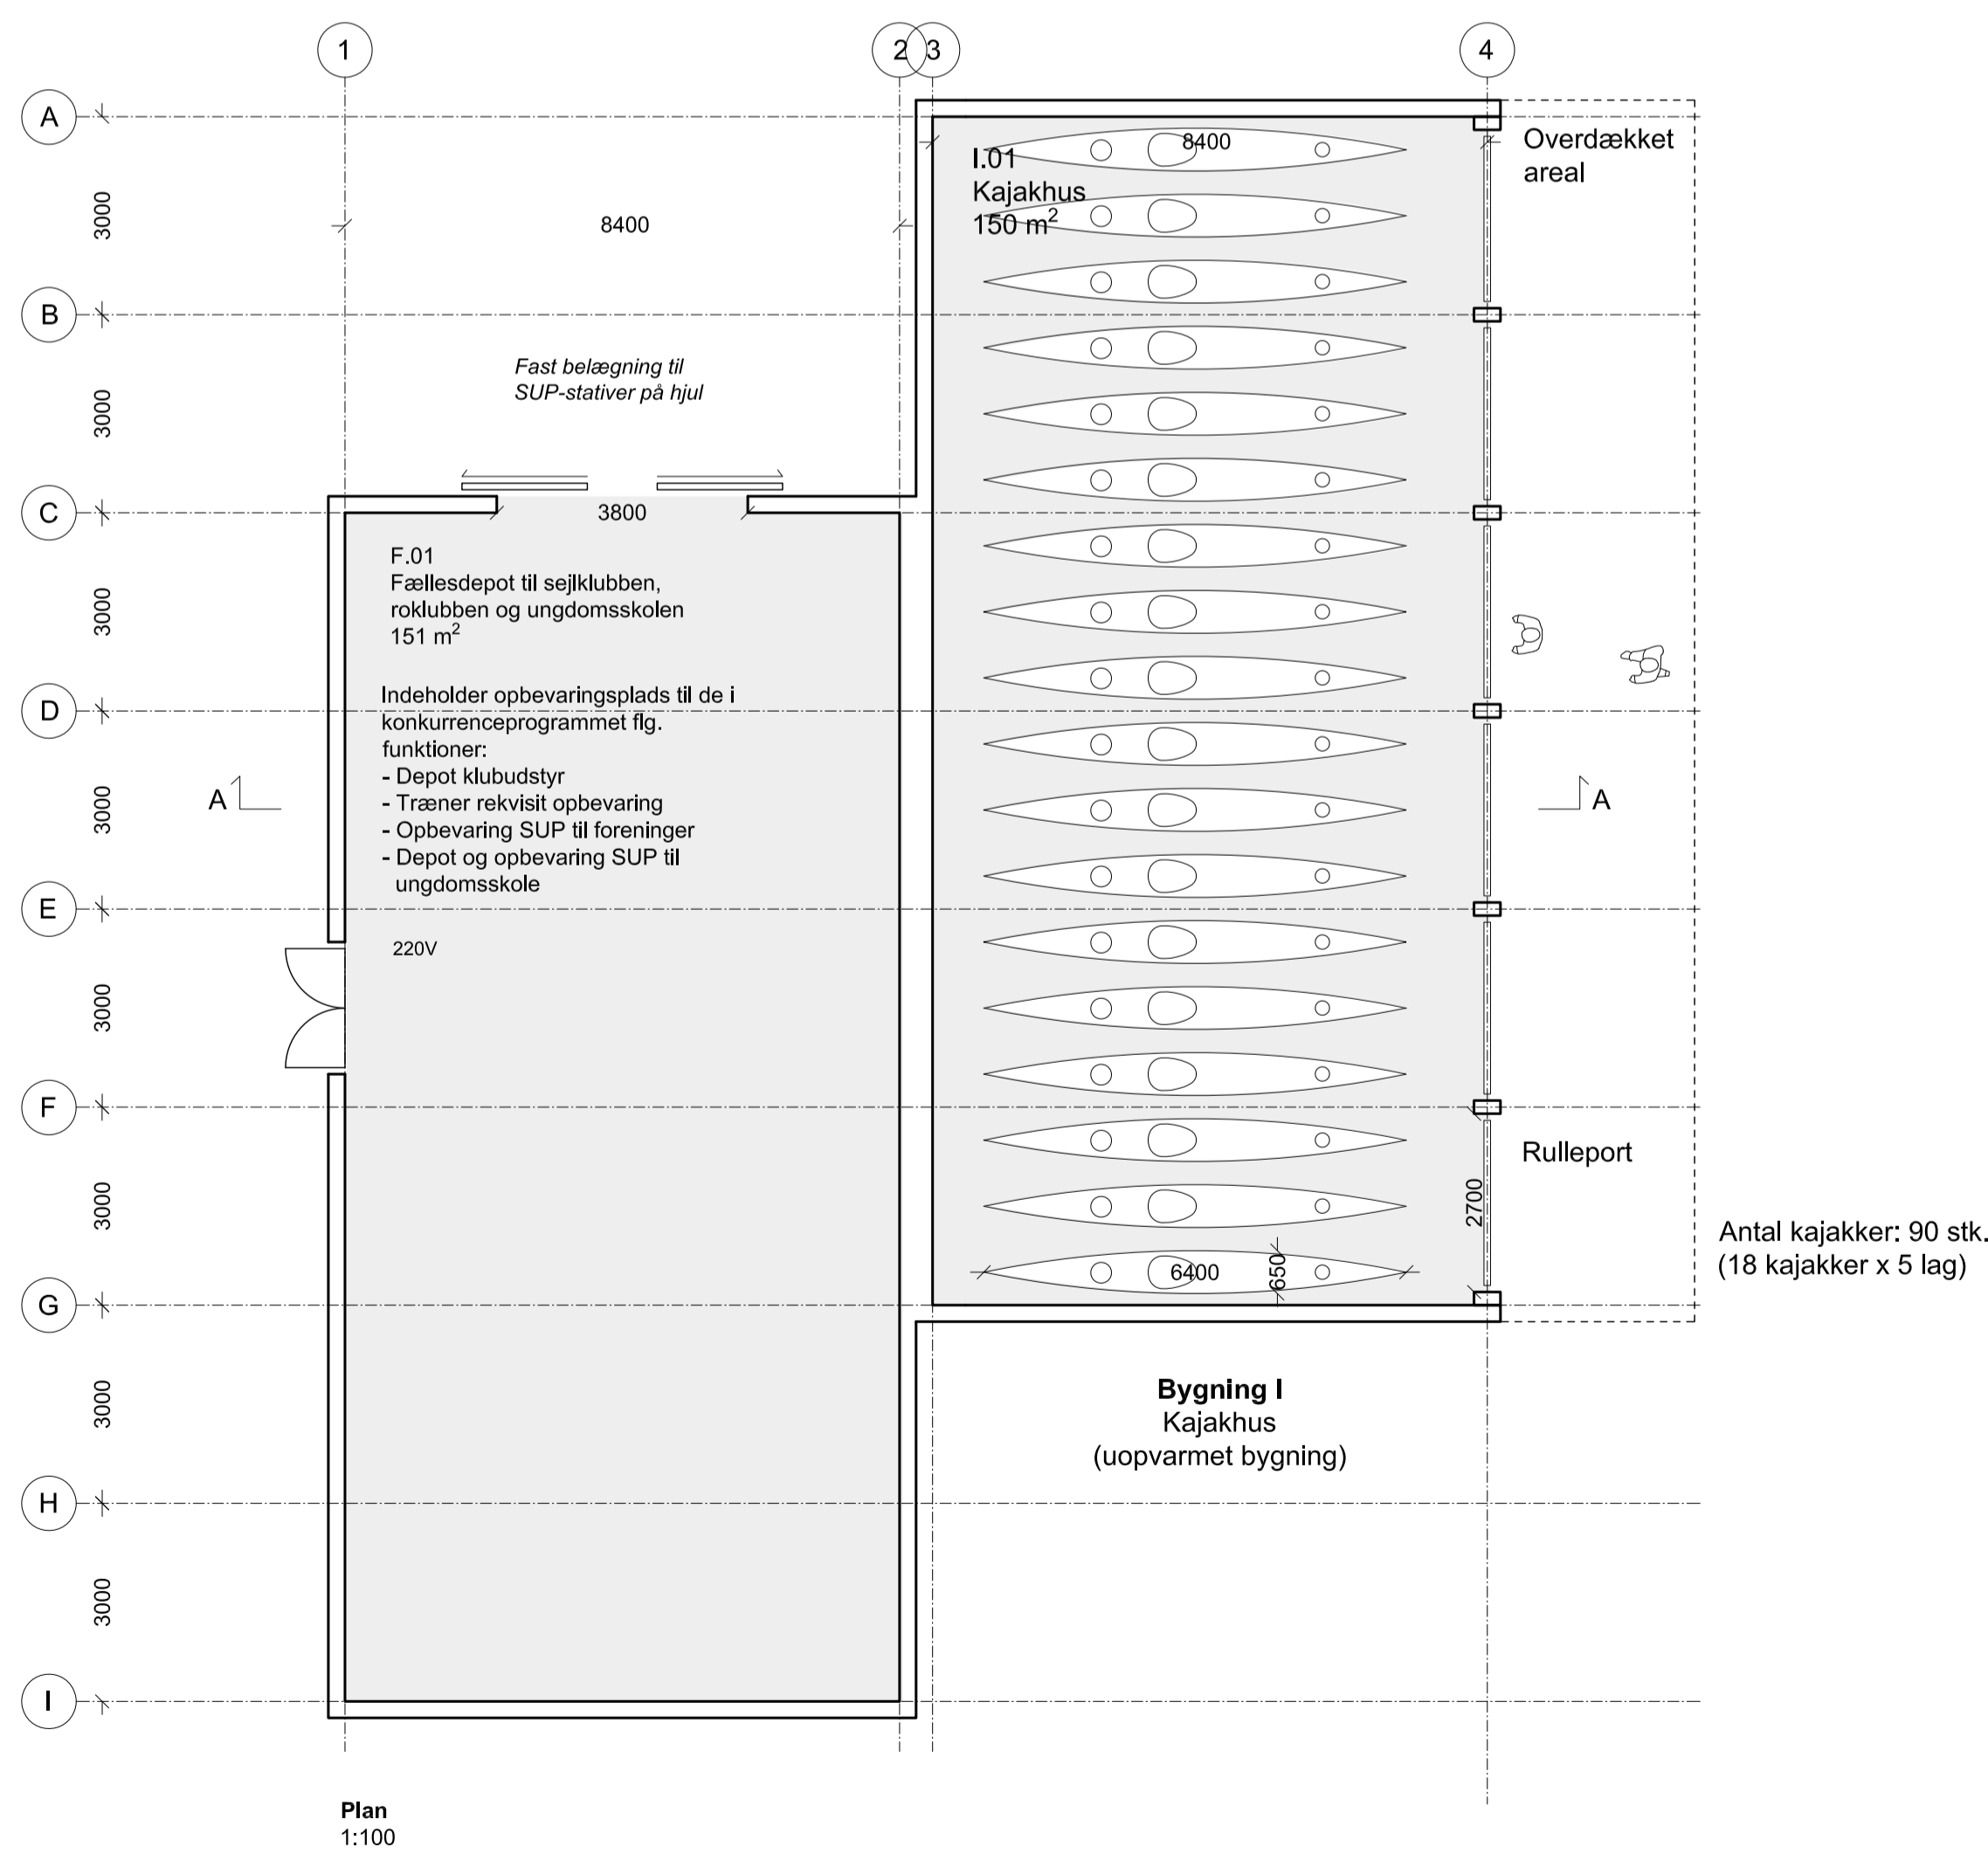 1
2
3
4
A
B
C
D
E
F
G
H
I
3000
3000
3000
3000
3000
3000
3000
3000
8400
8400
I.01
Kajakhus
150 m²
Overdækket
areal
Fast belægning til
SUP-stativer på hjul
3800
F.01
Fællesdepot til sejlklubben,
roklubben og ungdomsskolen
151 m²
Indeholder opbevaringsplads til de i
konkurrenceprogrammet flg.
funktioner:
- Depot klubudstyr
- Træner rekvisit opbevaring
- Opbevaring SUP til foreninger
- Depot og opbevaring SUP til
ungdomsskole
220V
A
A
Rulleport
2700
6400
650
Antal kajakker: 90 stk.
(18 kajakker x 5 lag)
Bygning I
Kajakhus
(uopvarmet bygning)
Plan
1:100